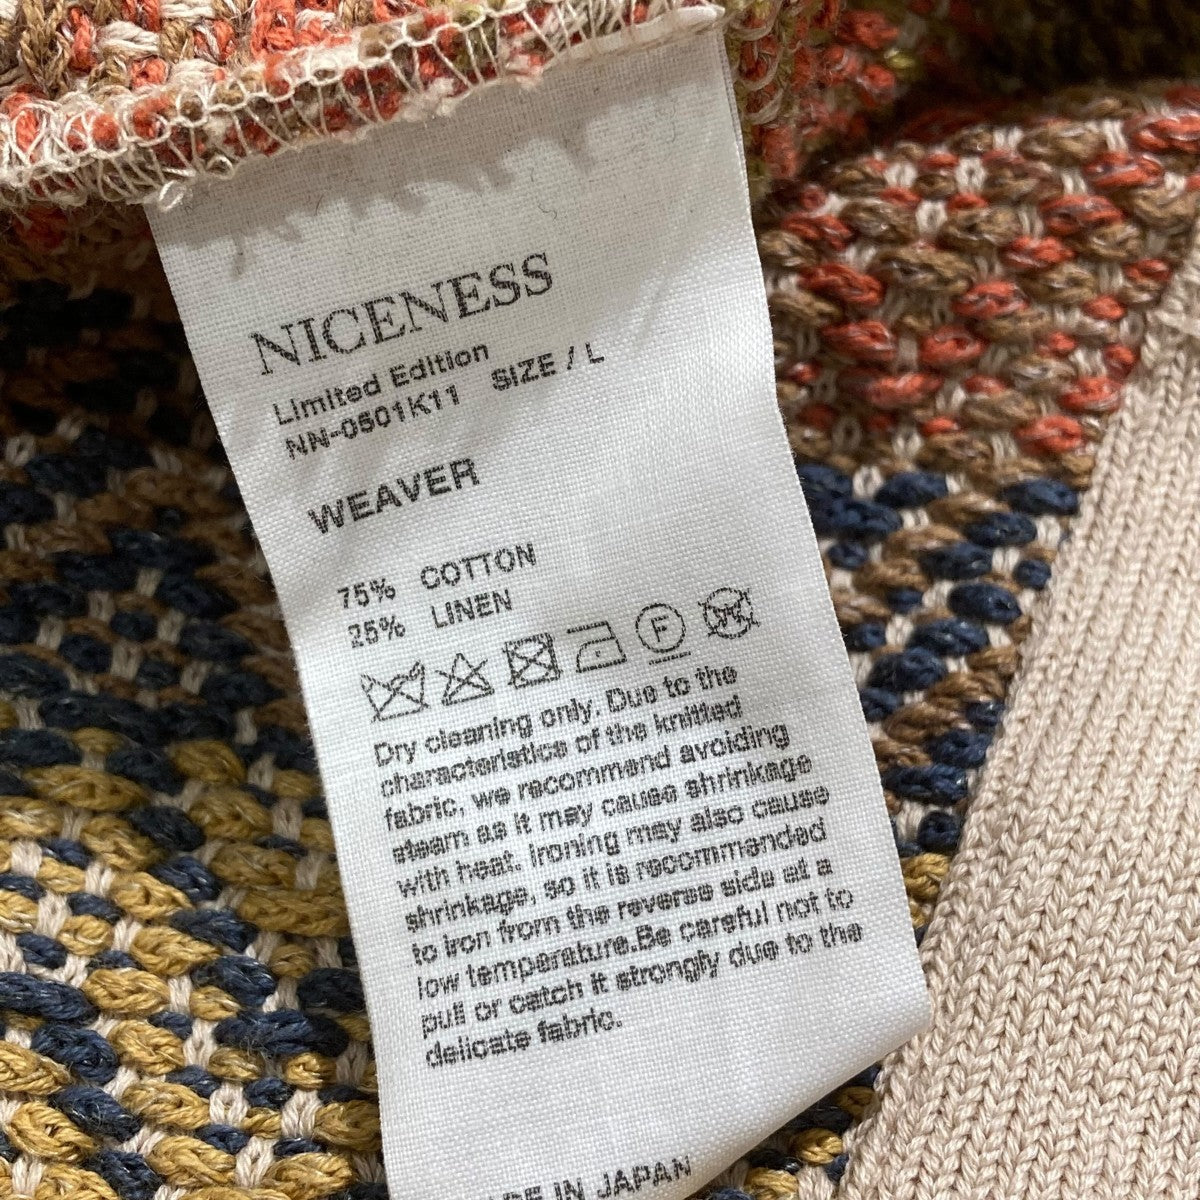 NICENESS
Limited Edition
NN-0501K11 SIZE / L
WEAVER
75% COTTON
25% LINEN
F
W
Dry cleaning only. Due to the
characteristics of the knitted
fabric, we recommend avoiding
steam as it may cause shrinkage
with heat. Ironing may also cause
shrinkage, so it is recommended
to iron from the reverse side at a
low temperature.Be careful not to
pull or catch it strongly due to the
delicate fabric.
IN JAPAN